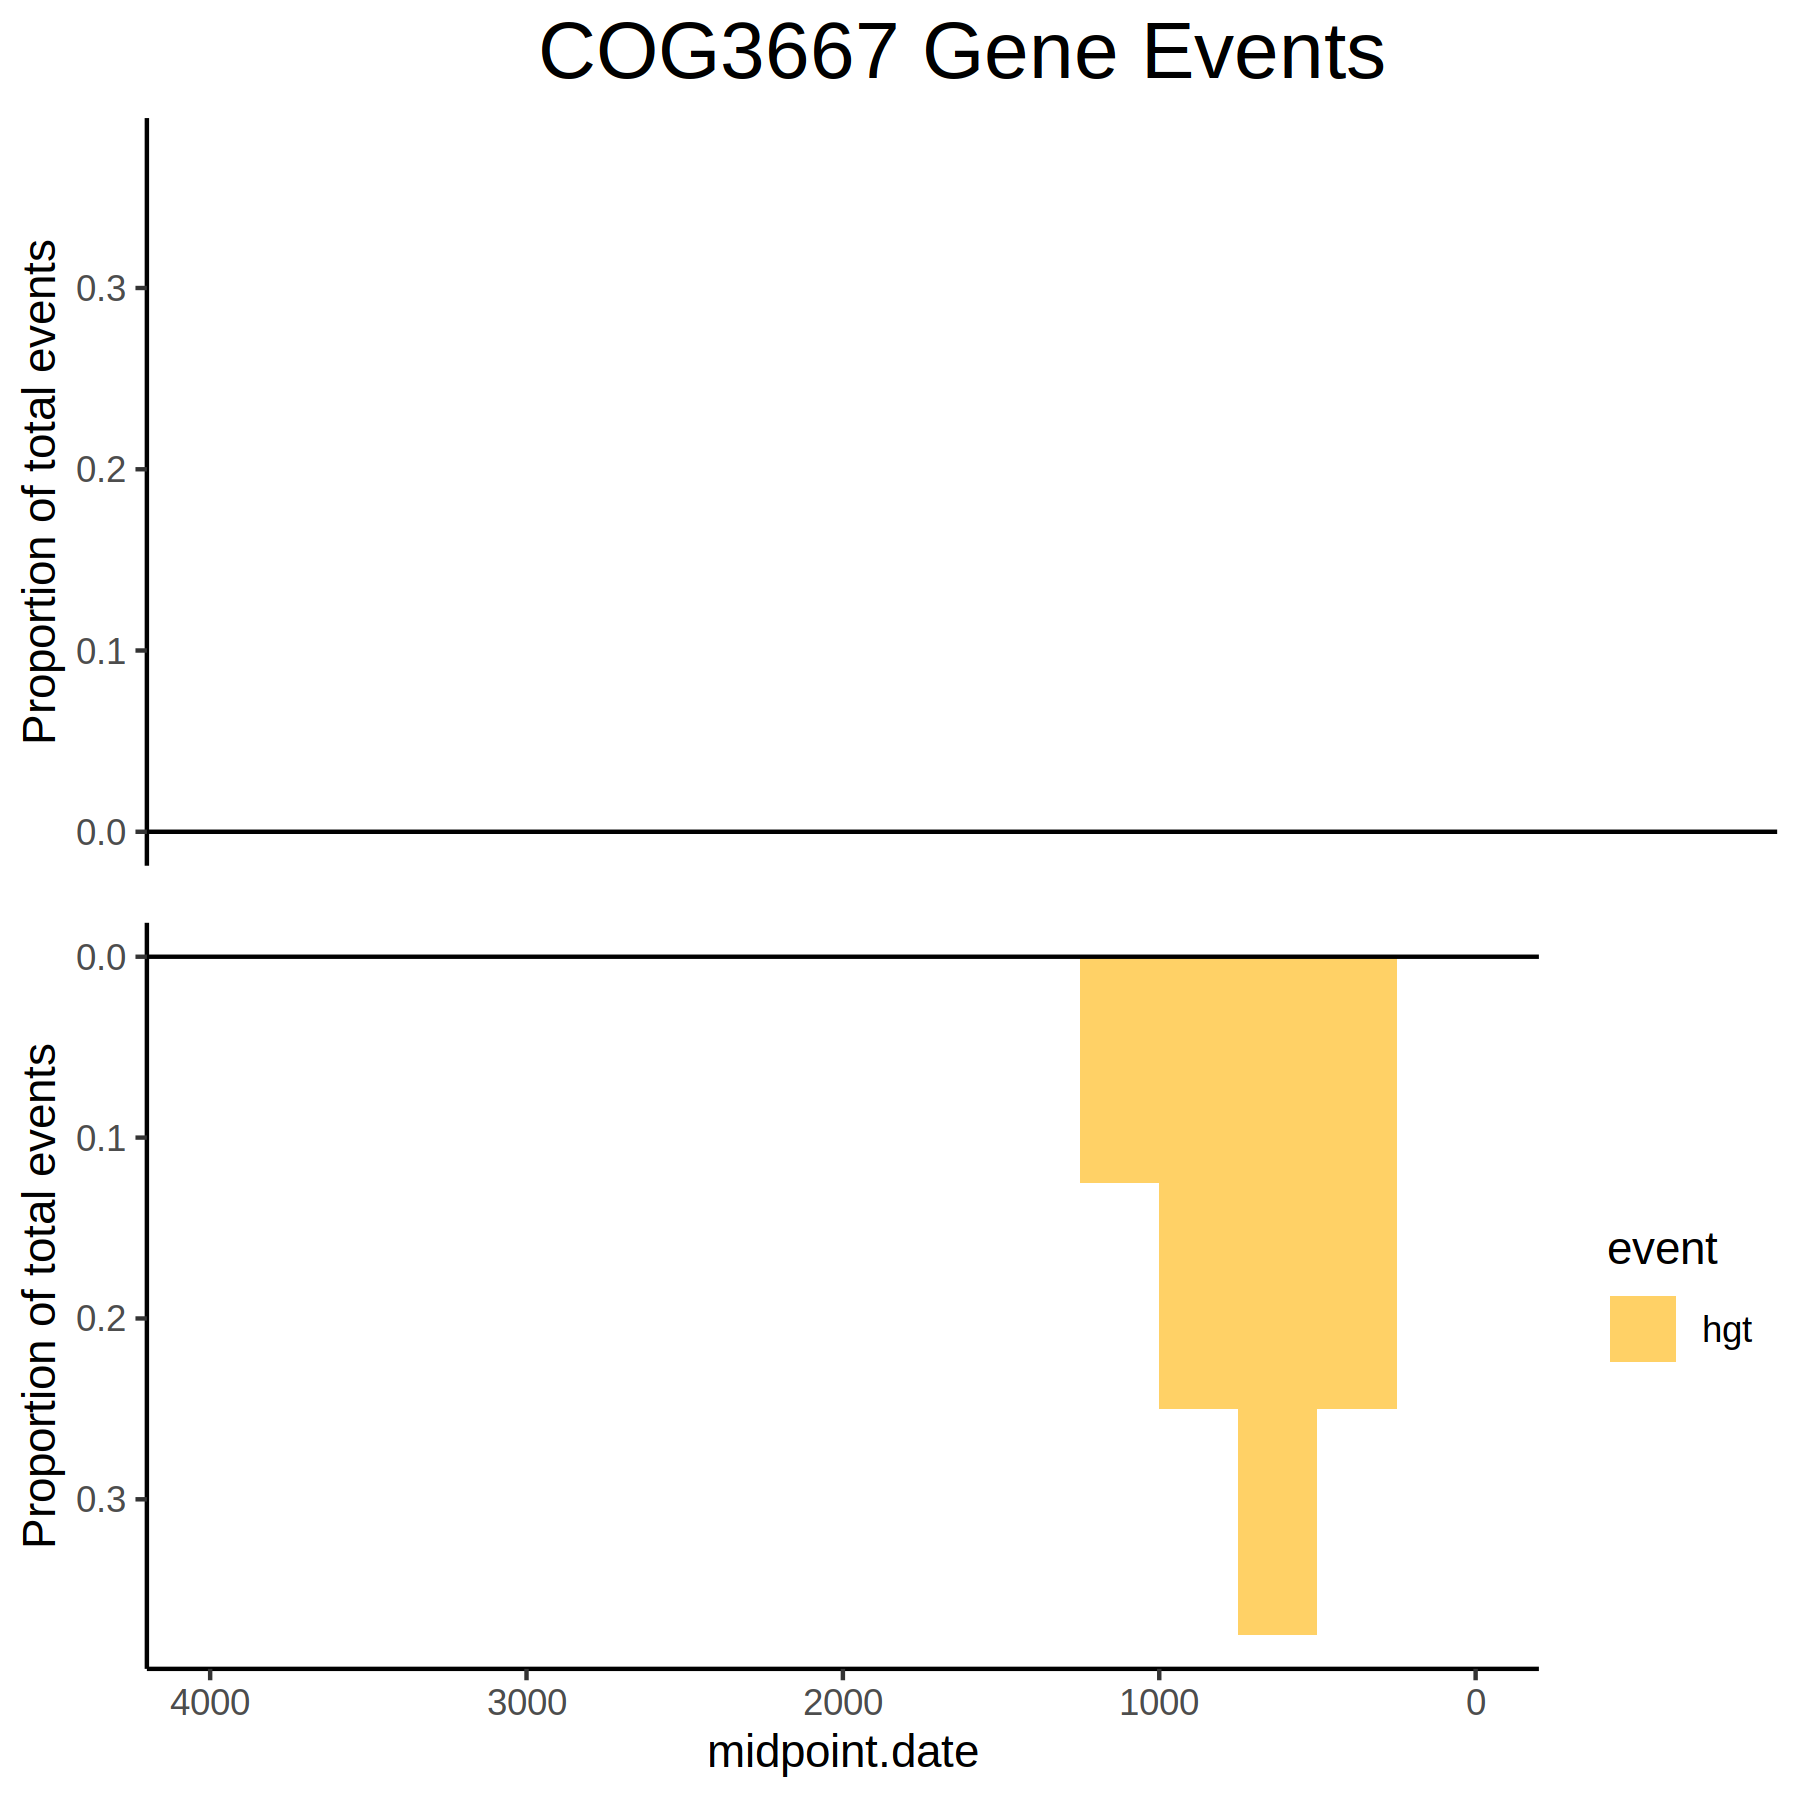 COG3667 Gene Events
Proportion of total events
0.3
0.2
0.1
0.0
Proportion of total events
0.0
0.1
0.2
0.3
4000 3000 2000 1000 0
midpoint.date
event
hgt